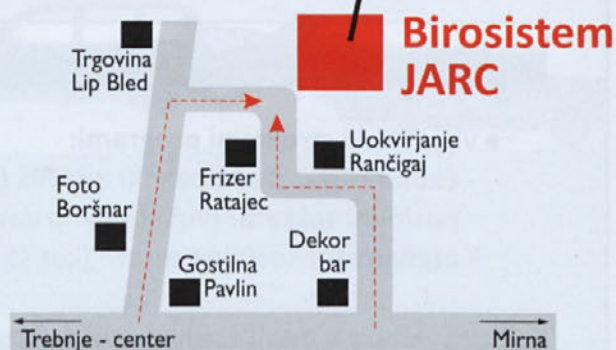 Birosistem
JARC
Trgovina
Lip Bled
Uokvirjanje
Rančigaj
Frizer
Ratajec
Foto
Boršnar
Dekor
bar
Gostilna
Pavlin
Trebnje - center
Mirna